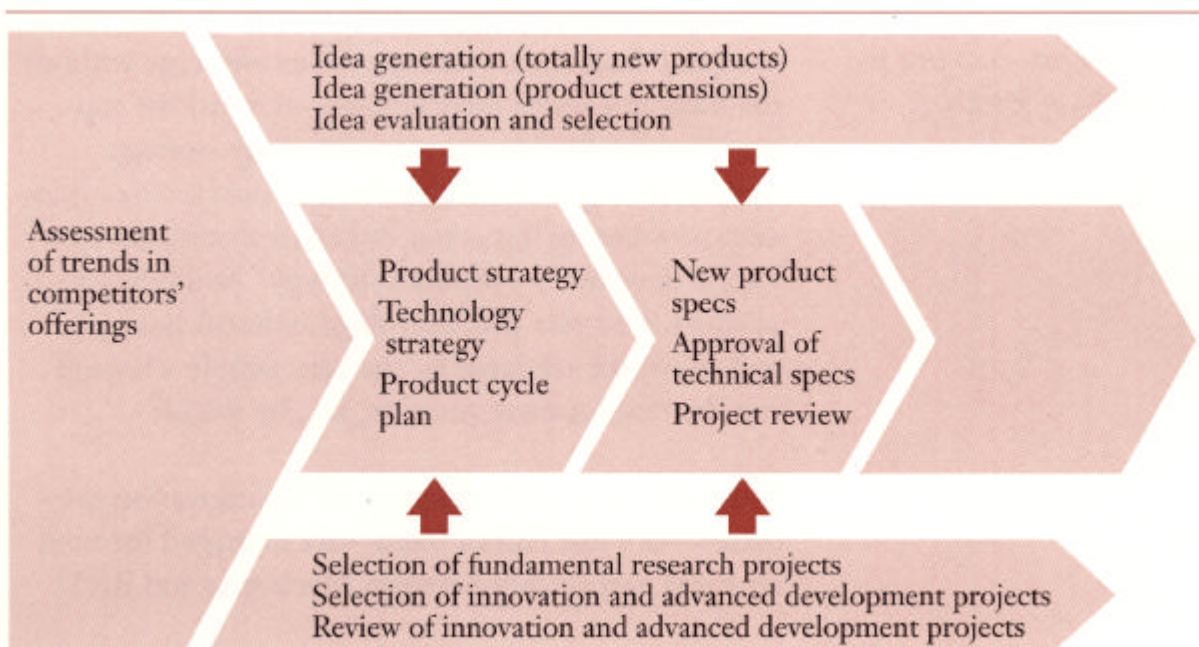 Idea generation (totally new products)
Idea generation (product extensions)
Idea evaluation and selection
Assessment
of trends in
competitors'
offerings
Product strategy
Technology
strategy
Product cycle
plan
New product
specs
Approval of
technical specs
Project review
Selection of fundamental research projects
Selection of innovation and advanced development projects
Review of innovation and advanced development projects